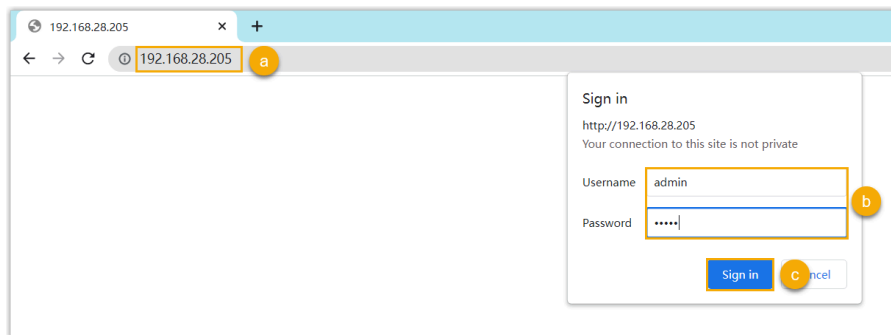 192.168.28.205
192.168.28.205 a
Sign in
http://192.168.28.205
Your connection to this site is not private
Username admin
b
Password •••••
Sign in c ncel